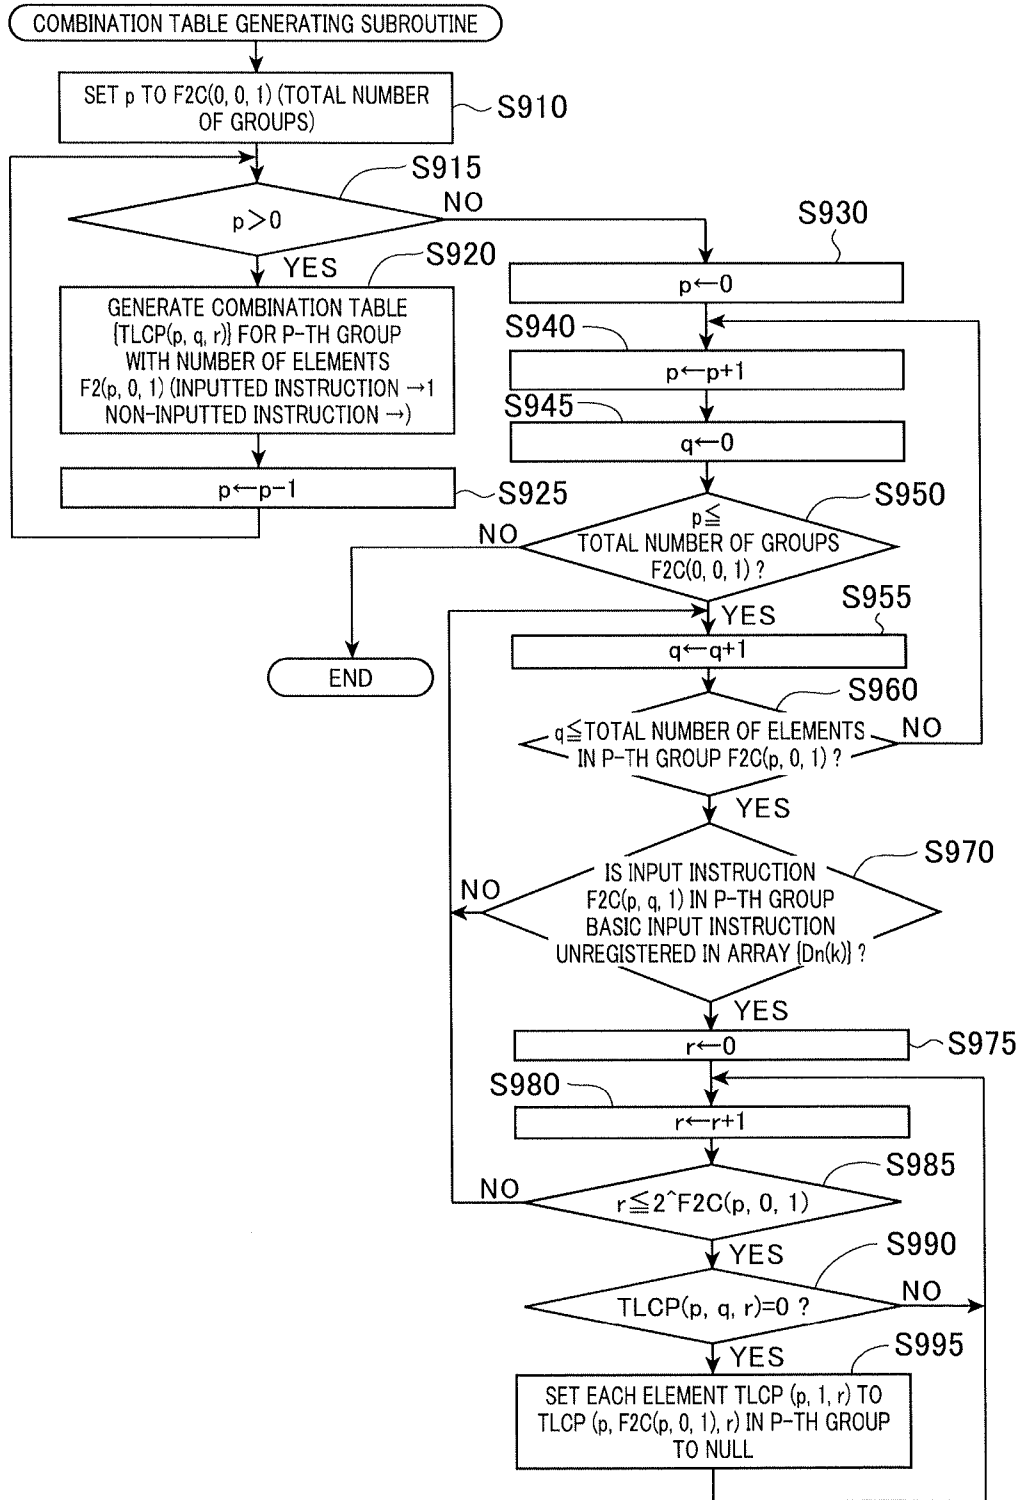 COMBINATION TABLE GENERATING SUBROUTINE
SET p TO F2C(0, 0, 1) (TOTAL NUMBER
OF GROUPS)
S910
S915
p>0
NO
YES
S920
GENERATE COMBINATION TABLE
{TLCP(p, q, r)} FOR P-TH GROUP
WITH NUMBER OF ELEMENTS
F2(p, 0, 1) (INPUTTED INSTRUCTION →1
NON-INPUTTED INSTRUCTION →)
p←p-1
S925
S930
p←0
S940
p←p+1
S945
q←0
S950
p≦
TOTAL NUMBER OF GROUPS
F2C(0, 0, 1) ?
NO
YES
END
S955
q←q+1
S960
q≦TOTAL NUMBER OF ELEMENTS
IN P-TH GROUP F2C(p, 0, 1) ?
NO
YES
S970
IS INPUT INSTRUCTION
F2C(p, q, 1) IN P-TH GROUP
BASIC INPUT INSTRUCTION
UNREGISTERED IN ARRAY {Dn(k)} ?
NO
YES
r←0
S975
S980
r←r+1
S985
r≦2^F2C(p, 0, 1)
NO
YES
S990
TLCP(p, q, r)=0 ?
NO
YES
S995
SET EACH ELEMENT TLCP (p, 1, r) TO
TLCP (p, F2C(p, 0, 1), r) IN P-TH GROUP
TO NULL